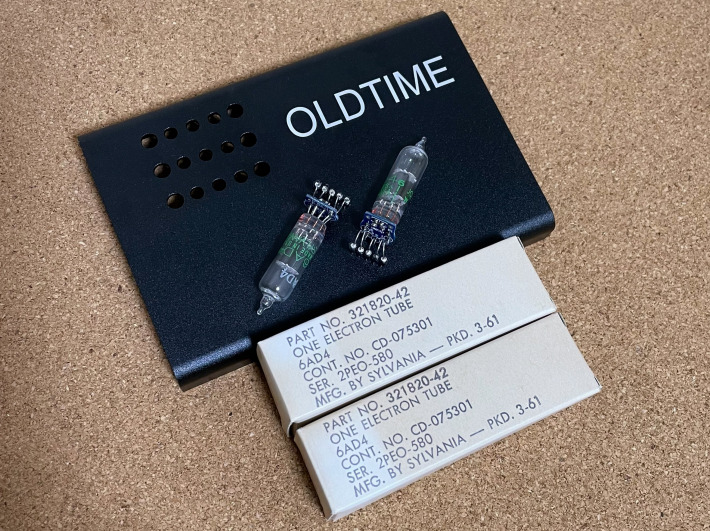 OLDTIME
PART NO. 321820-42
ONE ELECTRON TUBE
6AD4
CONT. NO. CD-075301
SER. 2PEO-580
MFG. BY SYLVANIA — PKD. 3-61
PART NO. 321820-42
ONE ELECTRON TUBE
6AD4
CONT. NO. CD-075301
SER. 2PEO-580
MFG. BY SYLVANIA — PKD. 3-61